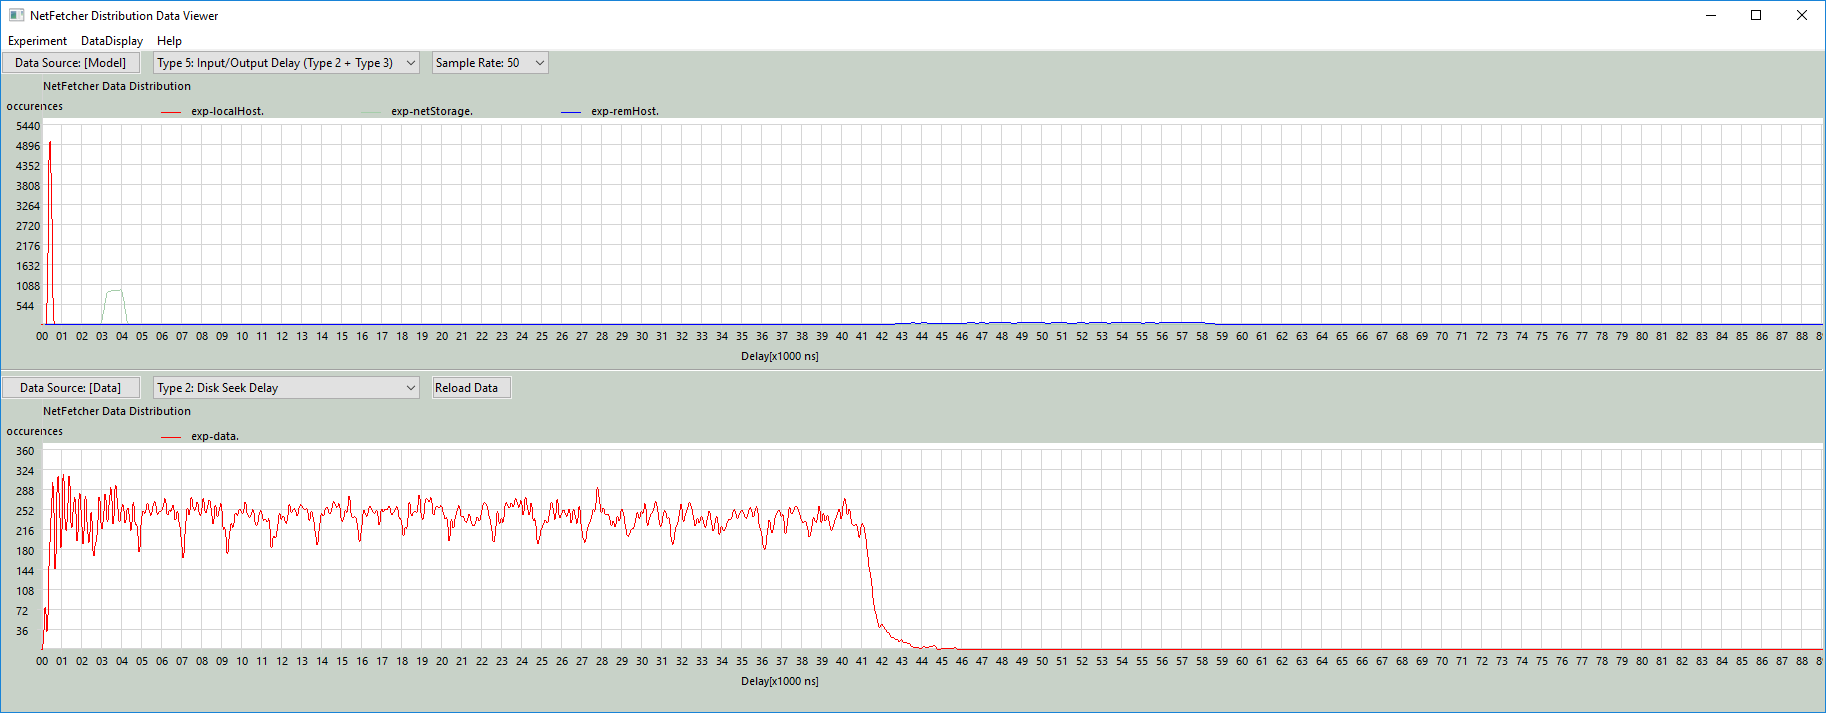 NetFetcher Distribution Data Viewer
Experiment DataDisplay Help
Data Source: [Model] Type 5: Input/Output Delay (Type 2 + Type 3) Sample Rate: 50
NetFetcher Data Distribution
occurences
exp-localHost. exp-netStorage. exp-remHost.
5440
4896
4352
3808
3264
2720
2176
1632
1088
544
00 01 02 03 04 05 06 07 08 09 10 11 12 13 14 15 16 17 18 19 20 21 22 23 24 25 26 27 28 29 30 31 32 33 34 35 36 37 38 39 40 41 42 43 44 45 46 47 48 49 50 51 52 53 54 55 56 57 58 59 60 61 62 63 64 65 66 67 68 69 70 71 72 73 74 75 76 77 78 79 80 81 82 83 84 85 86 87 88
Delay[x1000 ns]
Data Source: [Data] Type 2: Disk Seek Delay Reload Data
NetFetcher Data Distribution
occurences
exp-data.
360
324
288
252
216
180
144
108
72
36
00 01 02 03 04 05 06 07 08 09 10 11 12 13 14 15 16 17 18 19 20 21 22 23 24 25 26 27 28 29 30 31 32 33 34 35 36 37 38 39 40 41 42 43 44 45 46 47 48 49 50 51 52 53 54 55 56 57 58 59 60 61 62 63 64 65 66 67 68 69 70 71 72 73 74 75 76 77 78 79 80 81 82 83 84 85 86 87 88
Delay[x1000 ns]